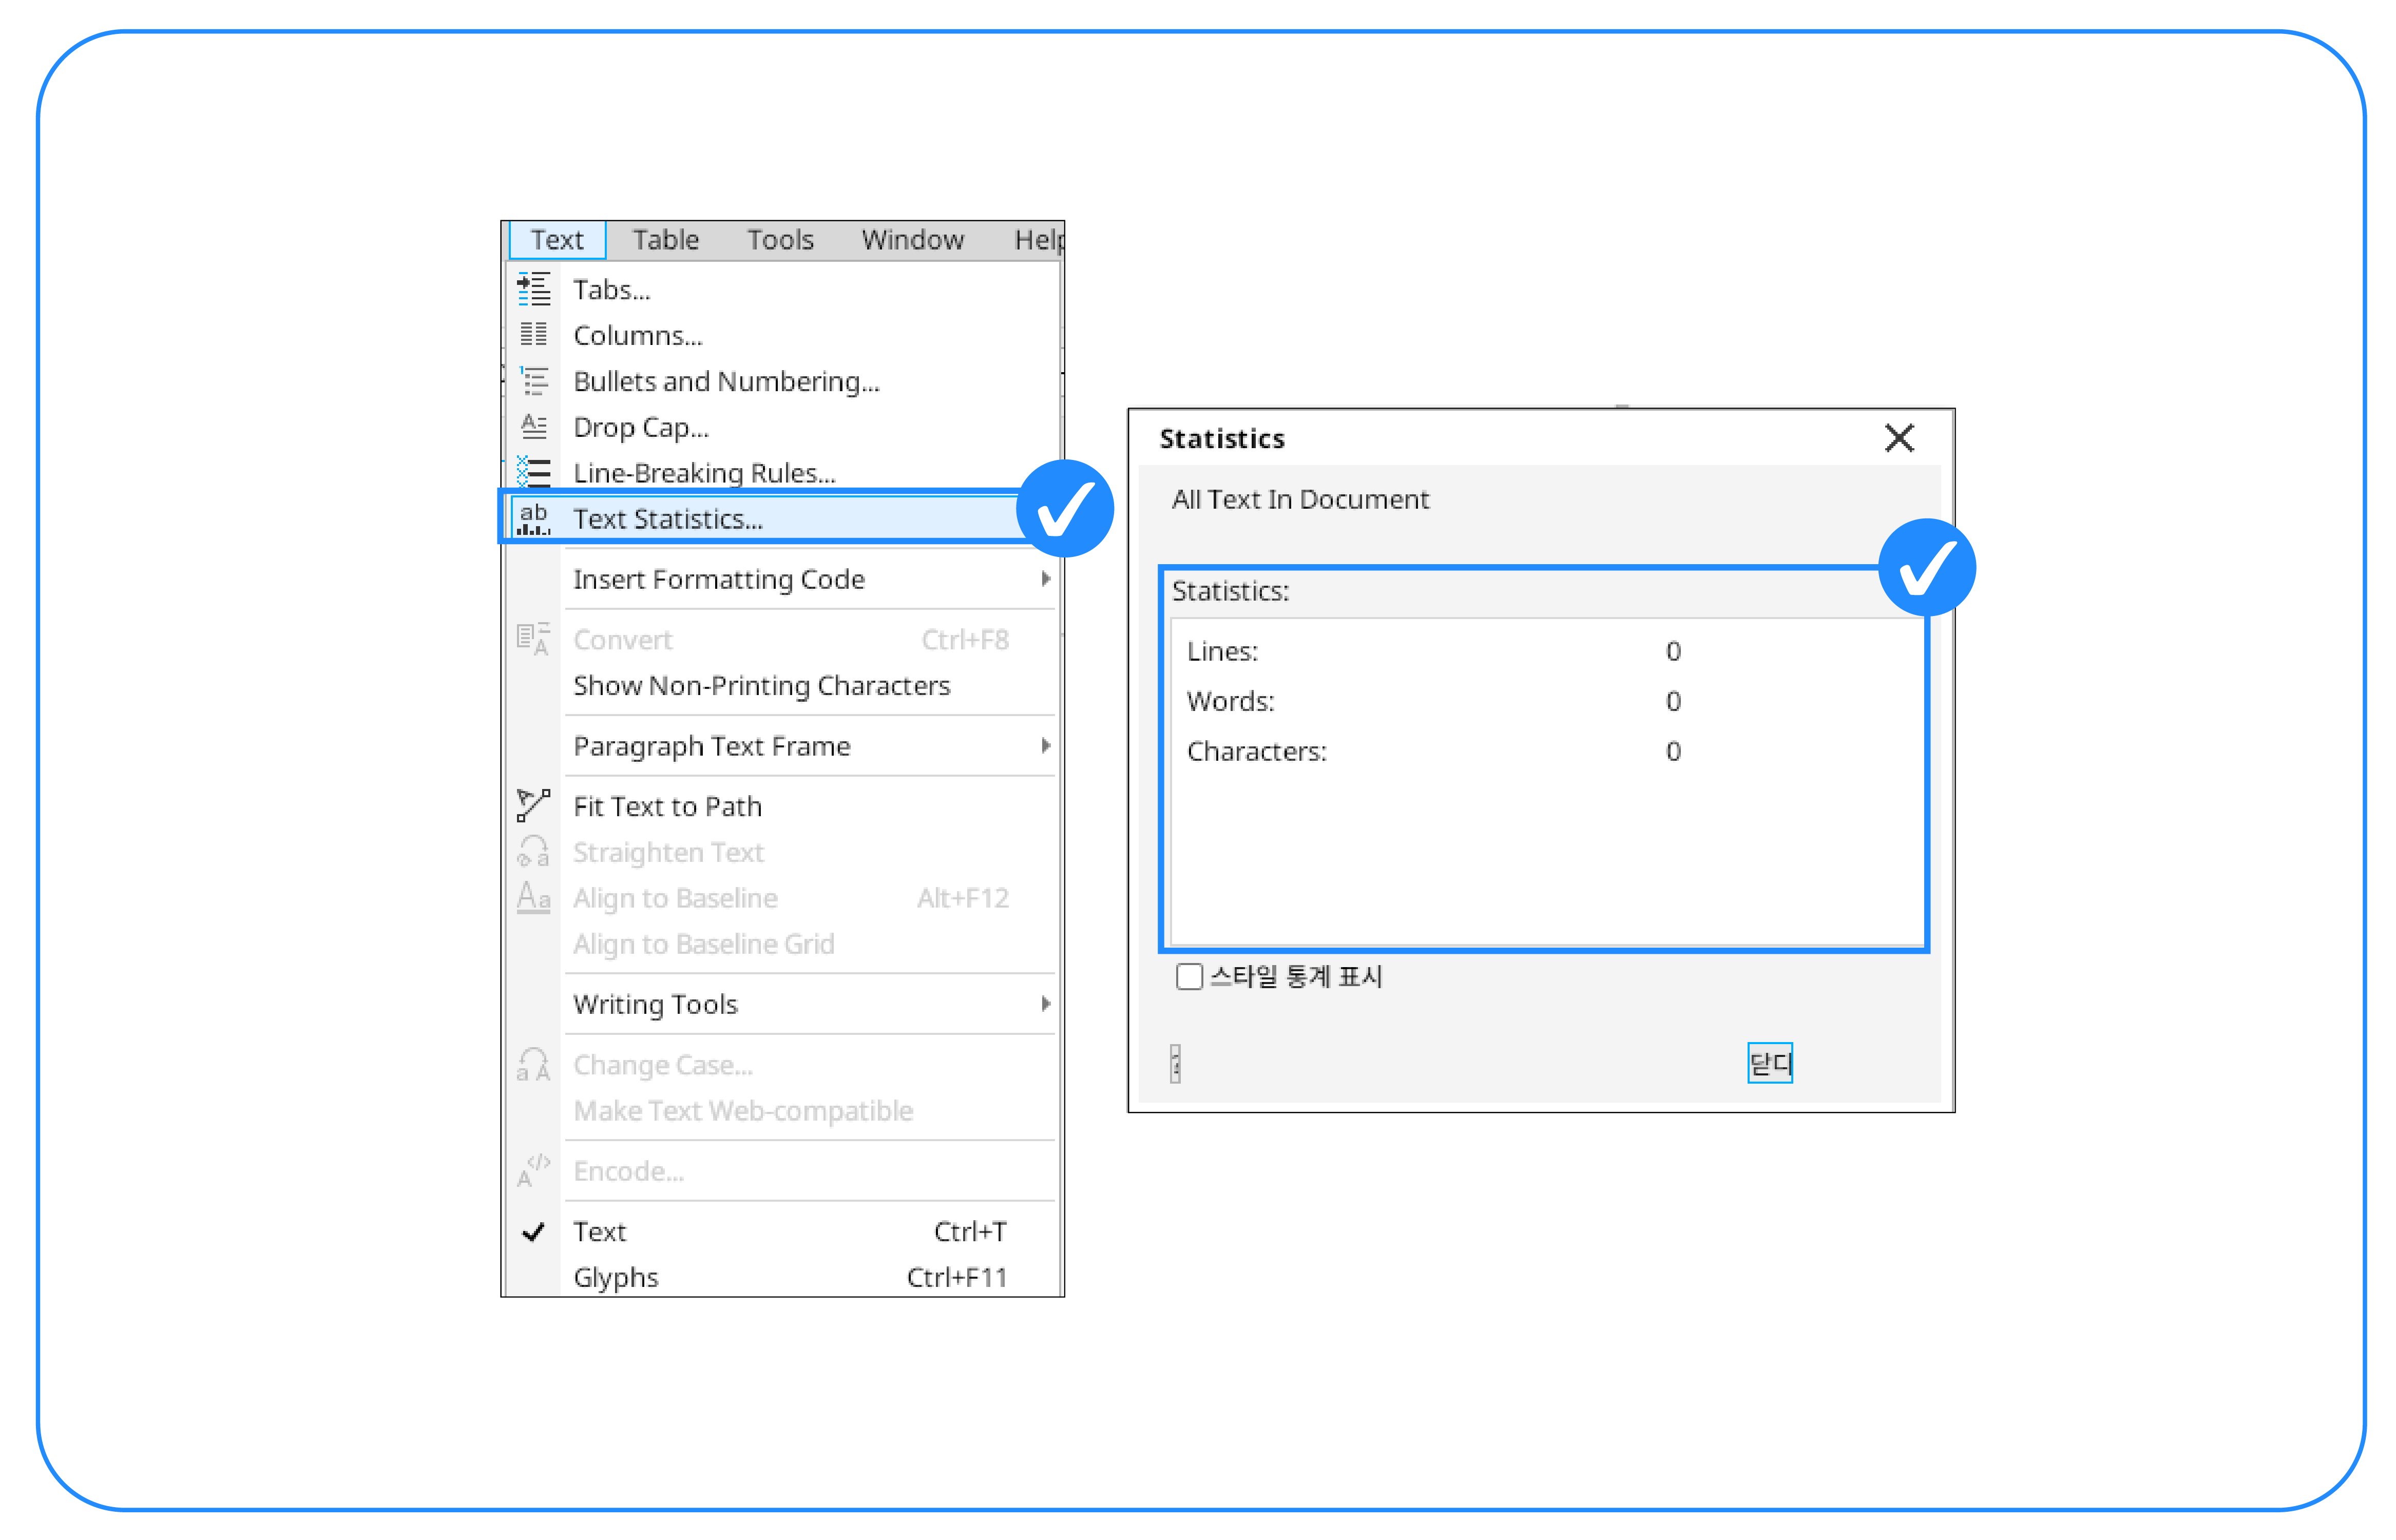 Text Table Tools Window Help
Tabs...
Columns...
Bullets and Numbering...
Drop Cap...
Line-Breaking Rules...
Text Statistics...
Insert Formatting Code
Convert Ctrl+F8
Show Non-Printing Characters
Paragraph Text Frame
Fit Text to Path
Straighten Text
Align to Baseline Alt+F12
Align to Baseline Grid
Writing Tools
Change Case...
Make Text Web-compatible
Encode...
Text Ctrl+T
Glyphs Ctrl+F11
Statistics
All Text In Document
Statistics:
Lines: 0
Words: 0
Characters: 0
스타일 통계 표시